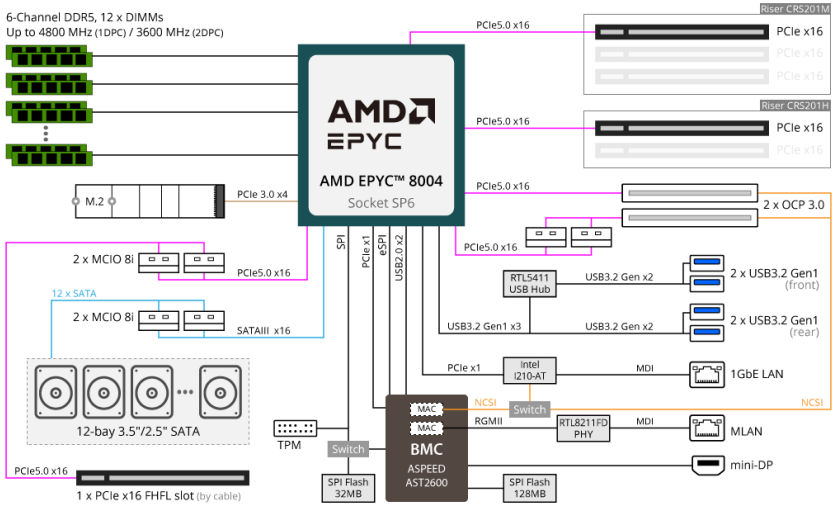 6-Channel DDR5, 12 x DIMMs
Up to 4800 MHz (1DPC) / 3600 MHz (2DPC)
Riser CRS201M
PCIe5.0 x16
PCIe x16
PCIe x16
PCIe x16
Riser CRS201H
PCIe5.0 x16
PCIe x16
PCIe x16
AMD
EPYC
AMD EPYC™ 8004
Socket SP6
M.2
PCIe 3.0 x4
PCIe5.0 x16
2 x OCP 3.0
PCIe5.0 x16
SPI
PCIe x1
eSPI
USB2.0 x2
2 x MCIO 8i
PCIe5.0 x16
12 x SATA
2 x MCIO 8i
SATAIII x16
RTL5411
USB Hub
USB3.2 Gen x2
2 x USB3.2 Gen1
(front)
USB3.2 Gen1 x3
USB3.2 Gen x2
2 x USB3.2 Gen1
(rear)
PCIe x1
intel
i210-AT
MDI
1GbE LAN
12-bay 3.5"/2.5" SATA
MAC
NCSI
Switch
NCSI
MAC
RGMII
RTL8211FD
PHY
MDI
MLAN
TPM
Switch
BMC
ASPEED
AST2600
mini-DP
PCIe5.0 x16
1 x PCIe x16 FHFL slot (by cable)
SPI Flash
32MB
SPI Flash
128MB